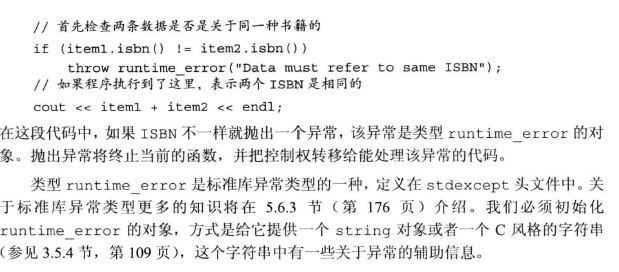 // 首先检查两条数据是否是关于同一种书籍的
if (item1.isbn() != item2.isbn())
throw runtime_error("Data must refer to same ISBN");
// 如果程序执行到了这里，表示两个 ISBN 是相同的
cout << item1 + item2 << endl;
在这段代码中，如果 ISBN 不一样就抛出一个异常，该异常是类型 runtime_error 的对
象。抛出异常将终止当前的函数，并把控制权转移给能处理该异常的代码。
类型 runtime_error 是标准库异常类型的一种，定义在 stdexcept 头文件中。关
于标准库异常类型更多的知识将在 5.6.3 节（第 176 页）介绍。我们必须初始化
runtime_error 的对象，方式是给它提供一个 string 对象或者一个 C 风格的字符串
（参见 3.5.4 节，第 109 页），这个字符串中有一些关于异常的辅助信息。